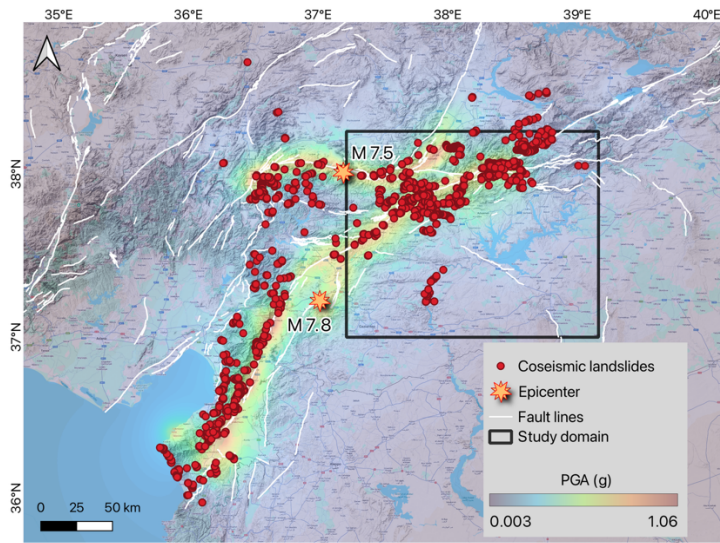 35°E 36°E 37°E 38°E 39°E 40°E
38°N
37°N
36°N
M 7.5
M 7.8
Coseismic landslides
Epicenter
Fault lines
Study domain
PGA (g)
0.003 1.06
0 25 50 km